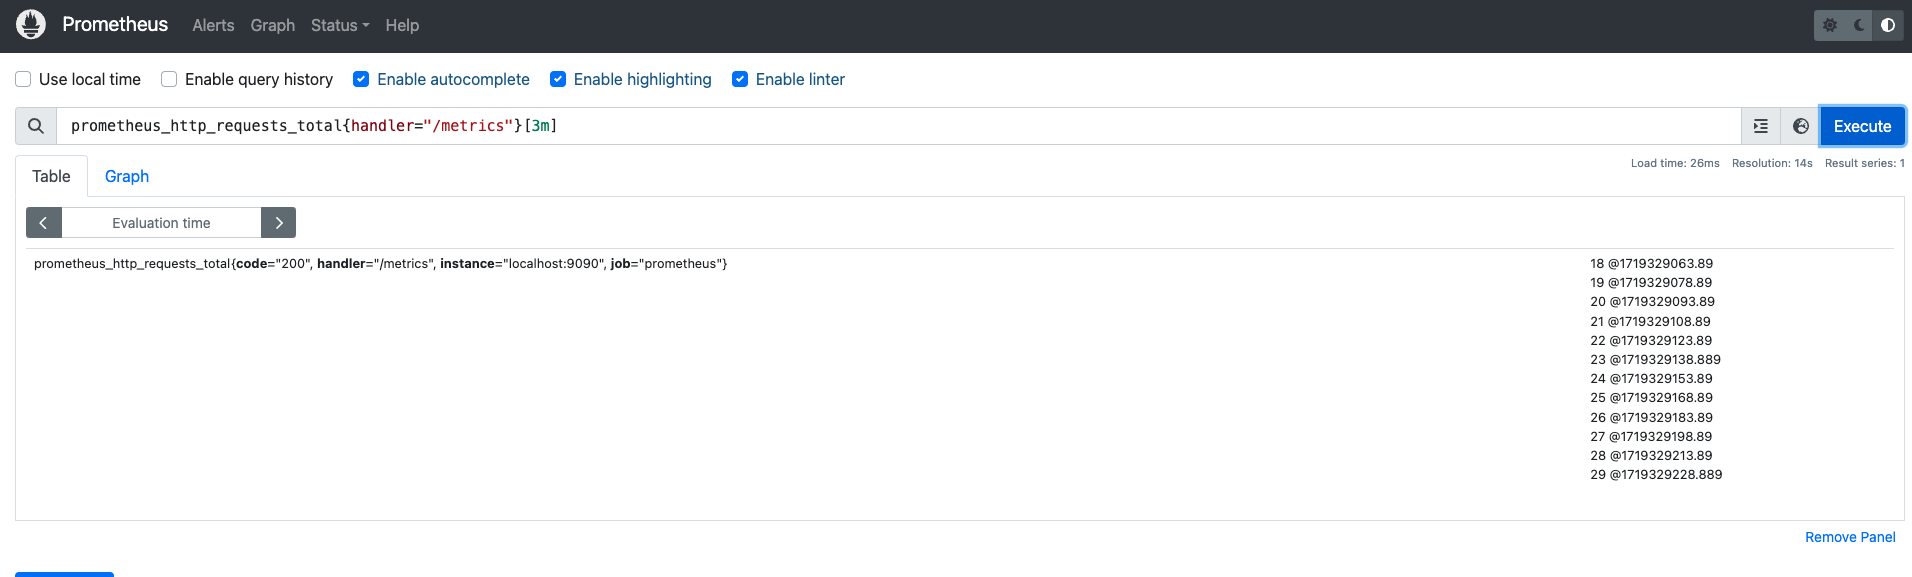 Prometheus Alerts Graph Status Help
Use local time Enable query history Enable autocomplete Enable highlighting Enable linter
prometheus_http_requests_total{handler="/metrics"}[3m] Execute
Table Graph Load time: 26ms Resolution: 14s Result series: 1
Evaluation time
prometheus_http_requests_total{code="200", handler="/metrics", instance="localhost:9090", job="prometheus"} 18 @1719329063.89
19 @1719329078.89
20 @1719329093.89
21 @1719329108.89
22 @1719329123.89
23 @1719329138.889
24 @1719329153.89
25 @1719329168.89
26 @1719329183.89
27 @1719329198.89
28 @1719329213.89
29 @1719329228.889
Remove Panel